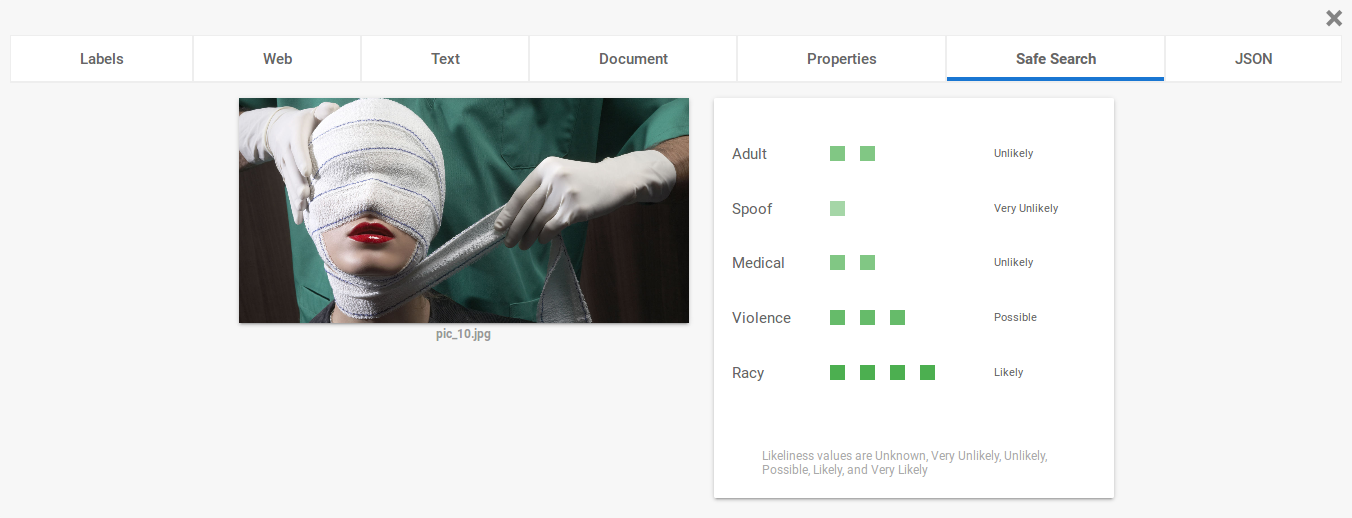 Labels
Web
Text
Document
Properties
Safe Search
JSON
pic_10.jpg
Adult
Unlikely
Spoof
Very Unlikely
Medical
Unlikely
Violence
Possible
Racy
Likely
Likeliness values are Unknown, Very Unlikely, Unlikely,
Possible, Likely, and Very Likely